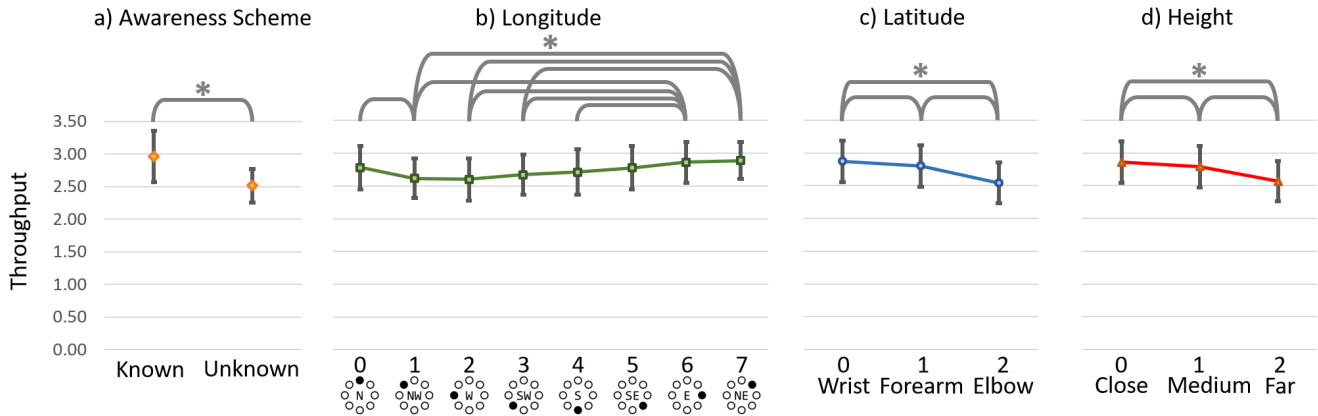 a) Awareness Scheme b) Longitude c) Latitude d) Height
* * * *
Throughput
3.50
3.00
2.50
2.00
1.50
1.00
0.50
0.00
Known Unknown
0 1 2 3 4 5 6 7
N NW W SW S SE E NE
0 1 2
Wrist Forearm Elbow
0 1 2
Close Medium Far